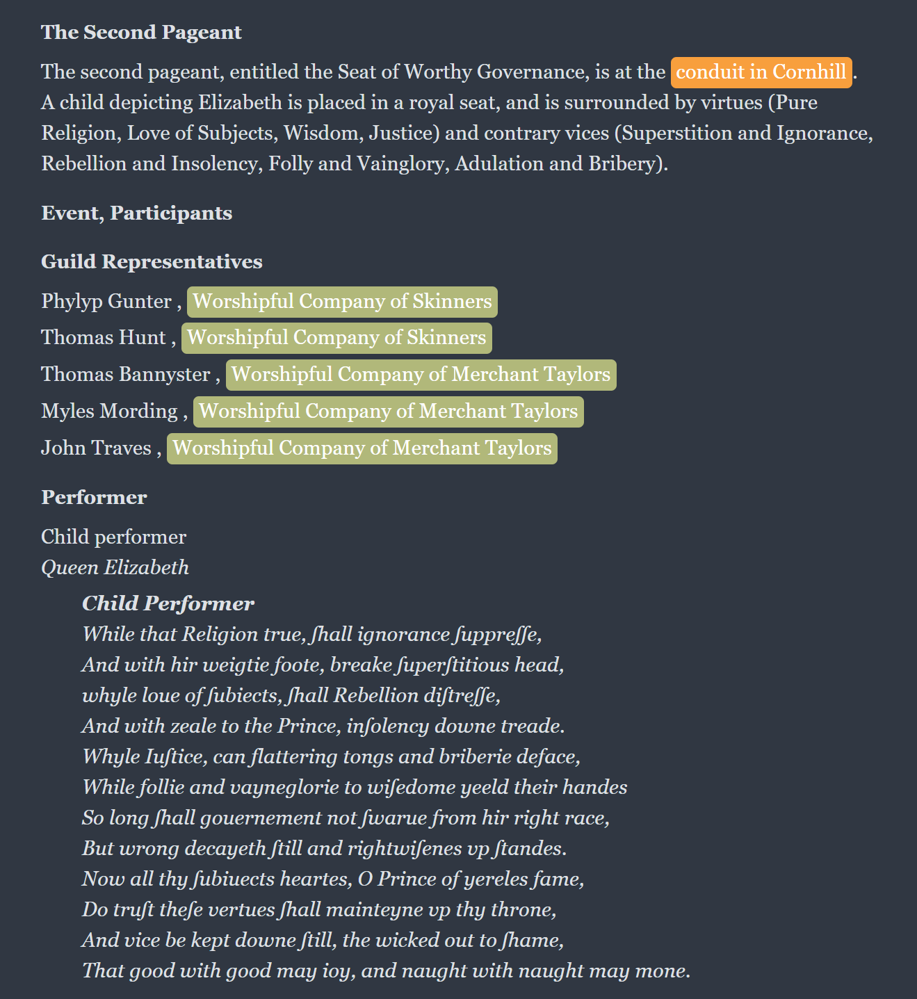 The Second Pageant
The second pageant, entitled the Seat of Worthy Governance, is at the conduit in Cornhill .
A child depicting Elizabeth is placed in a royal seat, and is surrounded by virtues (Pure
Religion, Love of Subjects, Wisdom, Justice) and contrary vices (Superstition and Ignorance,
Rebellion and Insolency, Folly and Vainglory, Adulation and Bribery).
Event, Participants
Guild Representatives
Phylyp Gunter , Worshipful Company of Skinners
Thomas Hunt , Worshipful Company of Skinners
Thomas Bannyster , Worshipful Company of Merchant Taylors
Myles Mording , Worshipful Company of Merchant Taylors
John Traves , Worshipful Company of Merchant Taylors
Performer
Child performer
Queen Elizabeth
Child Performer
While that Religion true, ſhall ignorance ſuppreſſe,
And with hir weigtie foote, breake ſuperſtitious head,
whyle loue of ſubiects, ſhall Rebellion diſtreſſe,
And with zeale to the Prince, inſolency downe treade.
Whyle Iuſtice, can flattering tongs and briberie deface,
While follie and vayneglorie to wiſedome yeeld their handes
So long ſhall gouernement not ſwarue from hir right race,
But wrong decayeth ſtill and rightwiſenes vp ſtandes.
Now all thy ſubiuects heartes, O Prince of yereles fame,
Do truſt theſe vertues ſhall mainteyne vp thy throne,
And vice be kept downe ſtill, the wicked out to ſhame,
That good with good may ioy, and naught with naught may mone.